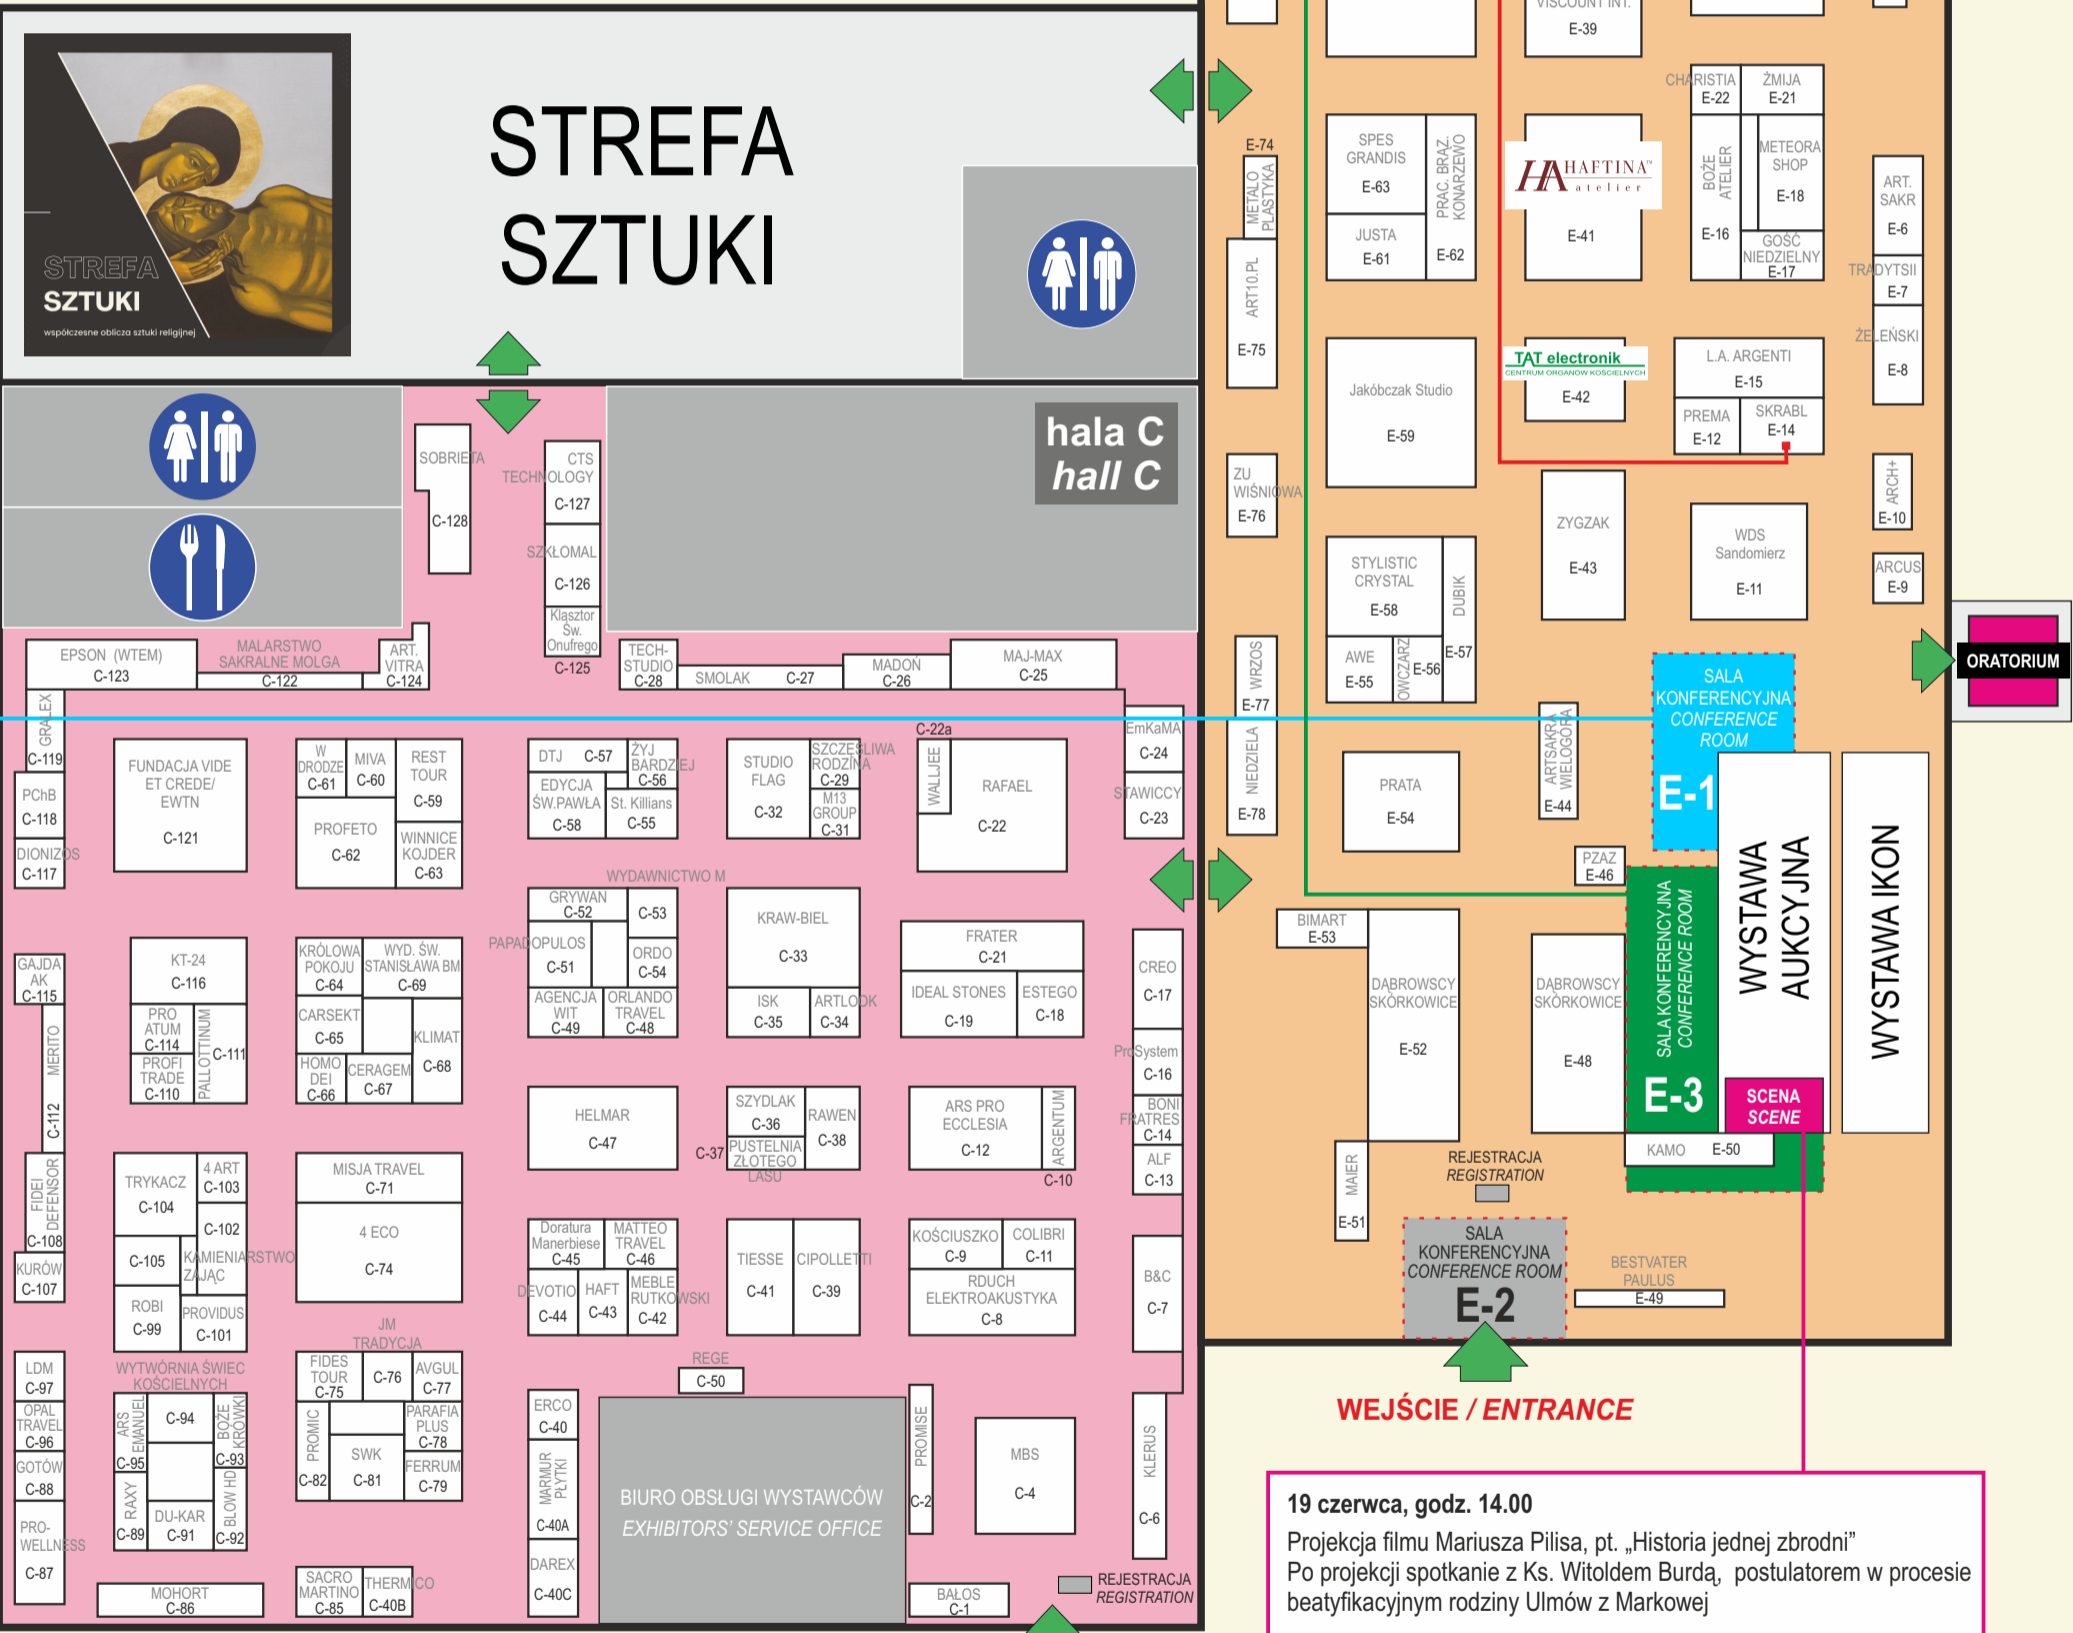 STREFA
SZTUKI
współczesne oblicza sztuki religijnej
STREFA
SZTUKI
hala C
hall C
SOBRIETA
C-128
CTS
TECHNOLOGY
C-127
SZKŁOMAL
C-126
Klasztor
Św.
Onufrego
C-125
EPSON (WTEM)
C-123
MALARSTWO
SAKRALNE MOLGA
C-122
ART.
VITRA
C-124
TECH-
STUDIO
C-28
SMOLAK C-27
MADOŃ
C-26
MAJ-MAX
C-25
GRALEX
C-119
PChB
C-118
DIONIZOS
C-117
FUNDACJA VIDE
ET CREDE/
EWTN
C-121
W
DRODZE
C-61
MIVA
C-60
REST
TOUR
C-59
PROFETO
C-62
WINNICE
KOJDER
C-63
DTJ C-57
ŻYJ
BARDZIEJ
C-56
EDYCJA
ŚW.PAWŁA
C-58
St. Killians
C-55
STUDIO
FLAG
C-32
SZCZĘŚLIWA
RODZINA
C-29
M13
GROUP
C-31
C-22a
WALLJEE
RAFAEL
C-22
EmKaMA
C-24
STAWICCY
C-23
WYDAWNICTWO M
GRYWAN
C-52
C-53
PAPADOPULOS
C-51
ORDO
C-54
AGENCJA
WIT
C-49
ORLANDO
TRAVEL
C-48
KRAW-BIEL
C-33
ISK
C-35
ARTLOOK
C-34
FRATER
C-21
IDEAL STONES
C-19
ESTEGO
C-18
CREO
C-17
ProSystem
C-16
BONI
FRATRES
C-14
ALF
C-13
GAJDA
AK
C-115
MERITO
C-112
KT-24
C-116
PRO
ATUM
C-114
PALLOTTINUM
C-111
PROFI
TRADE
C-110
KRÓLOWA
POKOJU
C-64
WYD. ŚW.
STANISŁAWA BM
C-69
CARSEKT
C-65
KLIMAT
C-68
HOMO
DEI
C-66
CERAGEM
C-67
HELMAR
C-47
SZYDLAK
C-36
RAWEN
C-38
C-37
PUSTELNIA
ZŁOTEGO
LASU
ARS PRO
ECCLESIA
C-12
ARGENTUM
C-10
FIDEI
DEFENSOR
C-108
KURÓW
C-107
TRYKACZ
C-104
4 ART
C-103
C-102
C-105
KAMIENIARSTWO
ZAJĄC
ROBI
C-99
PROVIDUS
C-101
MISJA TRAVEL
C-71
4 ECO
C-74
Doratura
Manerbiese
C-45
MATTEO
TRAVEL
C-46
DEVOTIO
C-44
HAFT
C-43
MEBLE
RUTKOWSKI
C-42
TIESSE
C-41
CIPOLLETTI
C-39
KOŚCIUSZKO
C-9
COLIBRI
C-11
RDUCH
ELEKTROAKUSTYKA
C-8
B&C
C-7
JM
TRADYCJA
FIDES
TOUR
C-75
C-76
AVGUL
C-77
PROMIC
C-82
PARAFIA
PLUS
C-78
SWK
C-81
FERRUM
C-79
LDM
C-97
OPAL
TRAVEL
C-96
GOTÓW
C-88
PRO-
WELLNESS
C-87
WYTWÓRNIA ŚWIEC
KOŚCIELNYCH
ARS
EMANUEL
C-95
C-94
BOŻE
KRÓWKI
C-93
RAXY
C-89
DU-KAR
C-91
BLOW HD
C-92
MOHORT
C-86
SACRO
MARTINO
C-85
THERMICO
C-40B
REGE
C-50
ERCO
C-40
MARMUR
PŁYTKI
C-40A
DAREX
C-40C
BIURO OBSŁUGI WYSTAWCÓW
EXHIBITORS' SERVICE OFFICE
PROMISE
C-2
MBS
C-4
KLERUS
C-6
BAŁOS
C-1
REJESTRACJA
REGISTRATION
VISCOUNT INT.
E-39
CHARISTIA
E-22
ŻMIJA
E-21
E-74
METALO
PLASTYKA
SPES
GRANDIS
E-63
PRAC. BRĄZ.
KONARZEWO
E-62
JUSTA
E-61
HA HAFTINA™
atelier
E-41
BOŻE
ATELIER
E-16
METEORA
SHOP
E-18
GOŚĆ
NIEDZIELNY
E-17
ART.
SAKR
E-6
TRADYTSII
E-7
ŻELEŃSKI
E-8
ART10.PL
E-75
Jakóbczak Studio
E-59
TAT electronik
CENTRUM ORGANÓW KOŚCIELNYCH
E-42
L.A. ARGENTI
E-15
PREMA
E-12
SKRABL
E-14
ZU
WIŚNIOWA
E-76
ZYGZAK
E-43
WDS
Sandomierz
E-11
ARCH+
E-10
ARCUS
E-9
STYLISTIC
CRYSTAL
E-58
DUBIK
E-57
AWE
E-55
OWCZARZ
E-56
WRZOS
E-77
NIEDZIELA
E-78
ORATORIUM
SALA
KONFERENCYJNA
CONFERENCE
ROOM
E-1
ARTSAKRA
WIELOGÓRA
E-44
PRATA
E-54
PZAZ
E-46
WYSTAWA
AUKCYJNA
WYSTAWA IKON
BIMART
E-53
DĄBROWSCY
SKÓRKOWICE
E-52
DĄBROWSCY
SKÓRKOWICE
E-48
SALA KONFERENCYJNA
CONFERENCE ROOM
E-3
SCENA
SCENE
KAMO E-50
MAIER
E-51
REJESTRACJA
REGISTRATION
SALA
KONFERENCYJNA
CONFERENCE ROOM
E-2
BESTVATER
PAULUS
E-49
WEJŚCIE / ENTRANCE
19 czerwca, godz. 14.00
Projekcja filmu Mariusza Pilisa, pt. „Historia jednej zbrodni”
Po projekcji spotkanie z Ks. Witoldem Burdą, postulatorem w procesie
beatyfikacyjnym rodziny Ulmów z Markowej